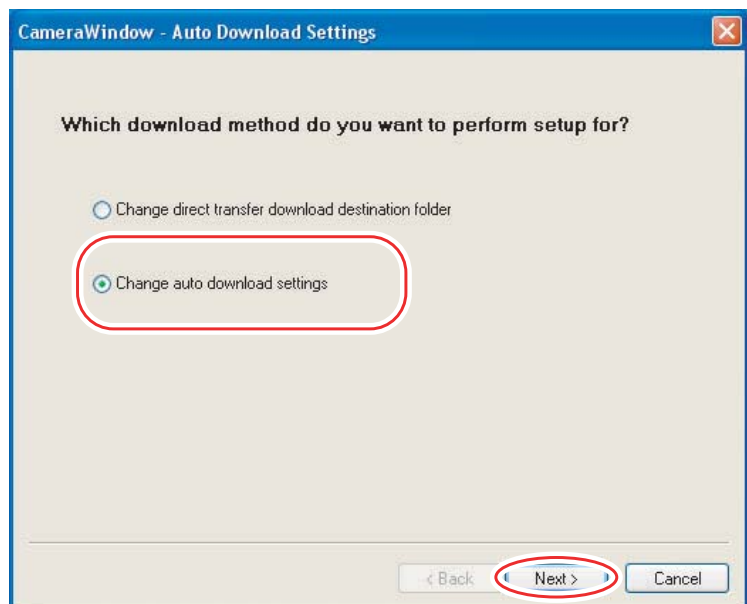 CameraWindow - Auto Download Settings
Which download method do you want to perform setup for?
Change direct transfer download destination folder
Change auto download settings
< Back Next > Cancel